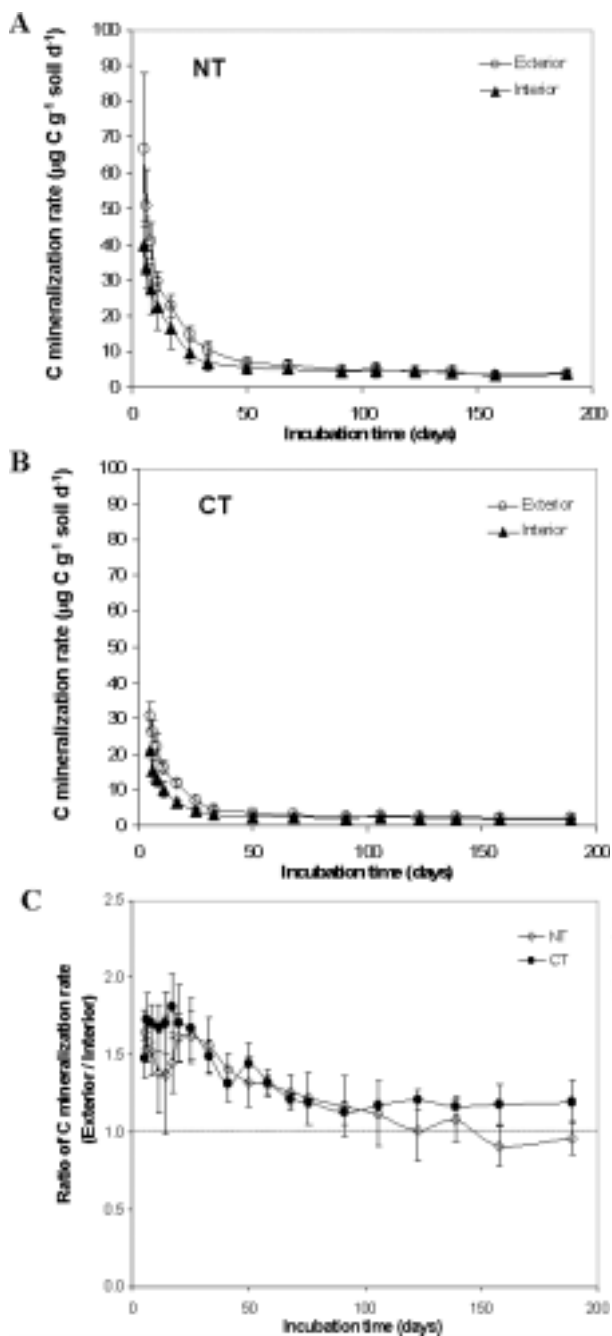 A
C mineralization rate (µg C g⁻¹ soil d⁻¹)
100
90
80
70
60
50
40
30
20
10
0
NT
Exterior
Interior
0
50
100
150
200
Incubation time (days)
B
C mineralization rate (µg C g⁻¹ soil d⁻¹)
100
90
80
70
60
50
40
30
20
10
0
CT
Exterior
Interior
0
50
100
150
200
Incubation time (days)
C
Ratio of C mineralization rate
(Exterior / Interior)
2.5
2.0
1.5
1.0
0.5
0.0
NT
CT
0
50
100
150
200
Incubation time (days)